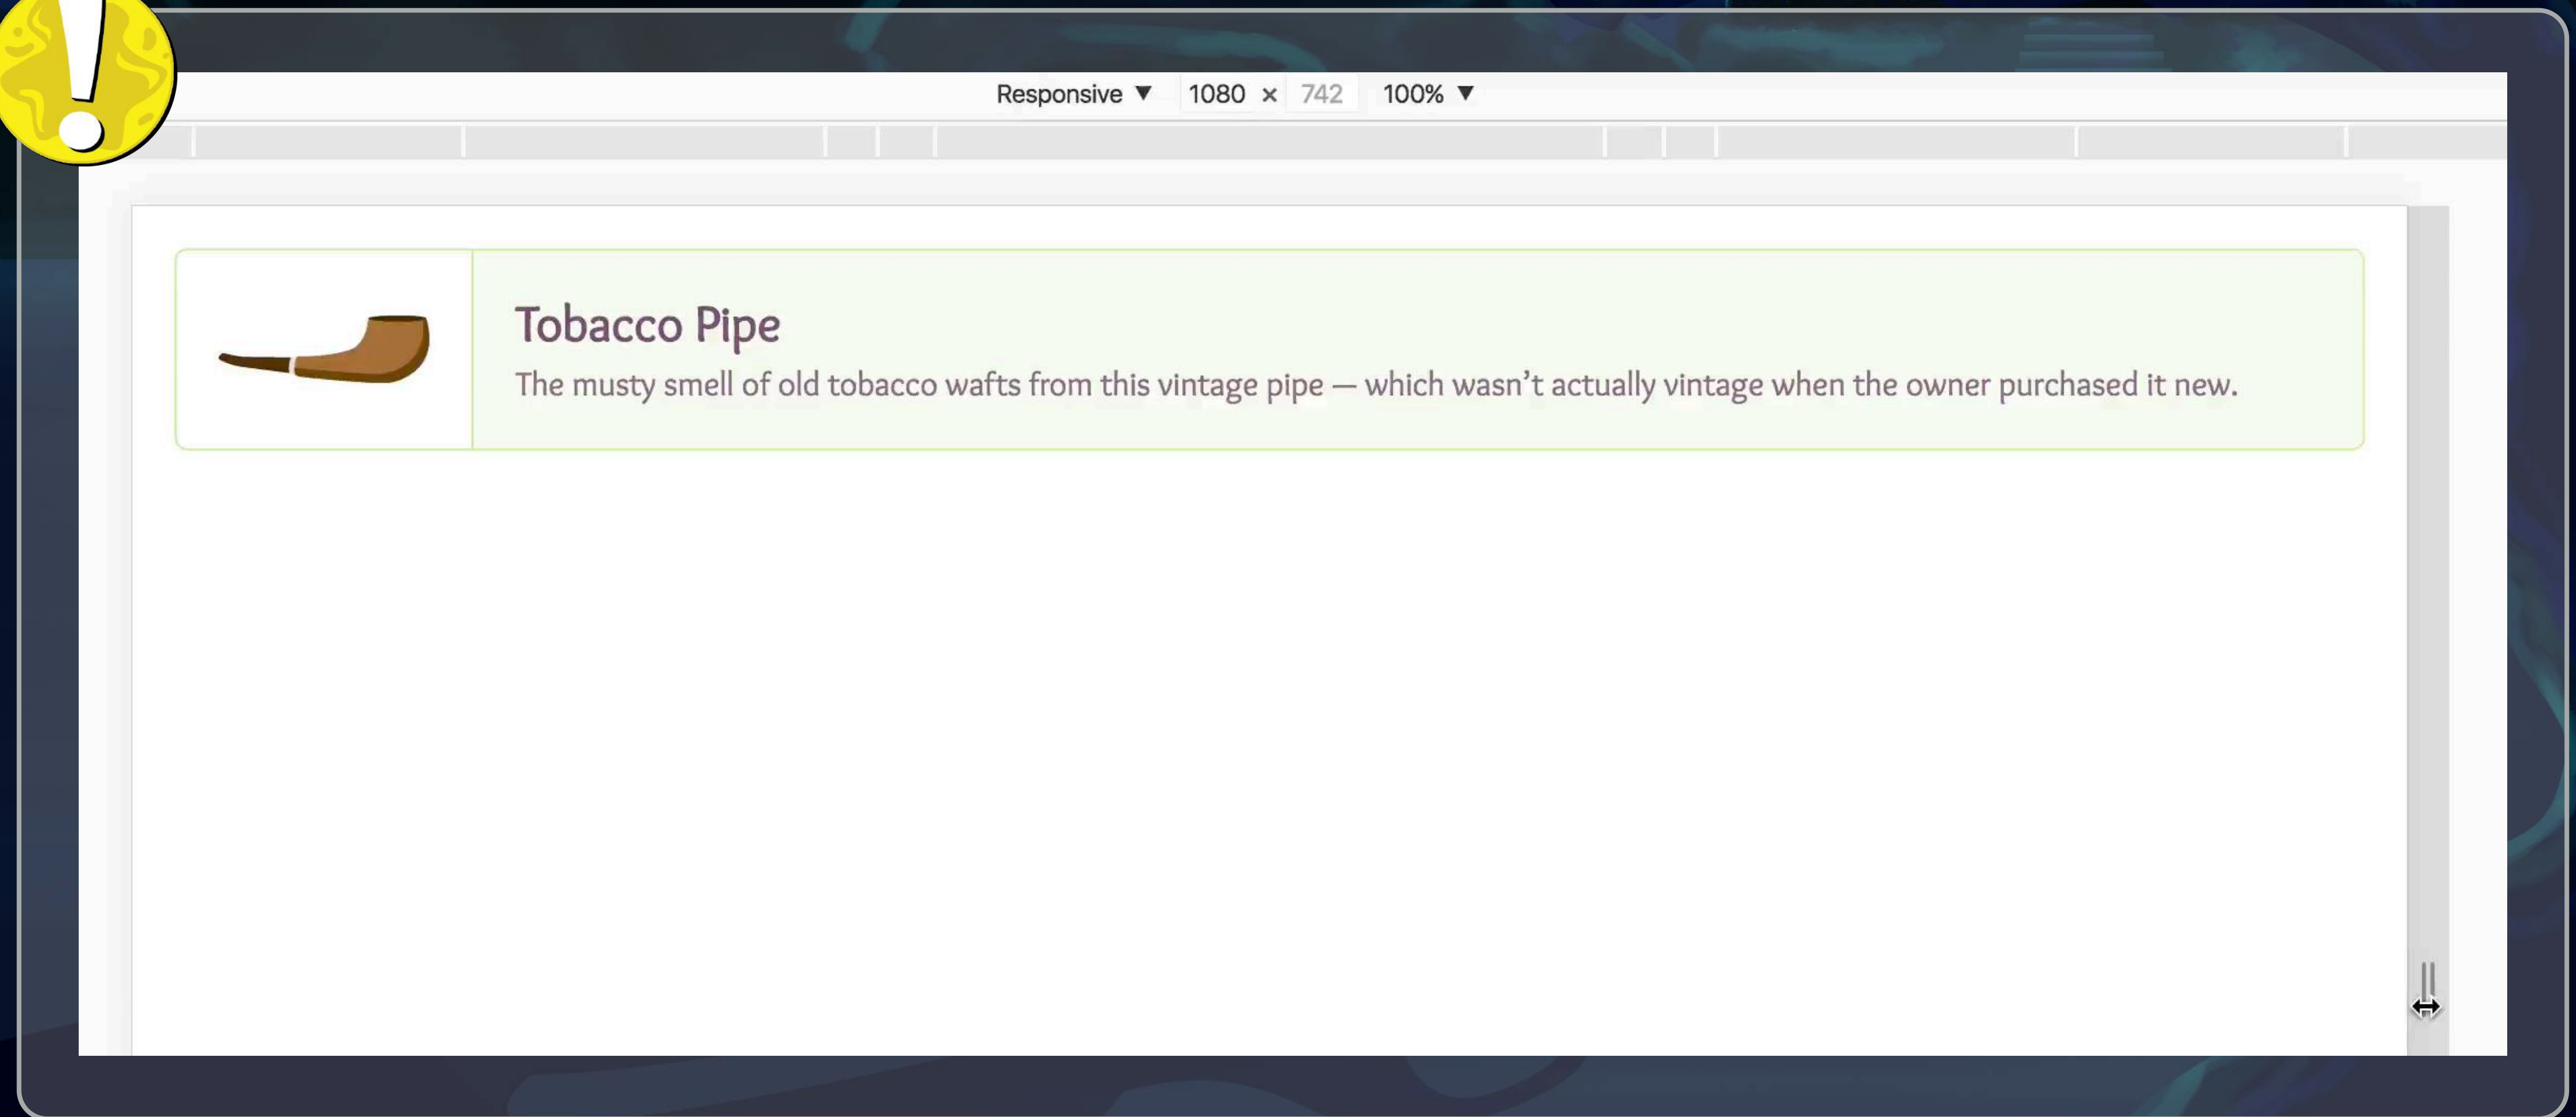 Responsive ▼ 1080 × 742 100% ▼
Tobacco Pipe
The musty smell of old tobacco wafts from this vintage pipe — which wasn’t actually vintage when the owner purchased it new.